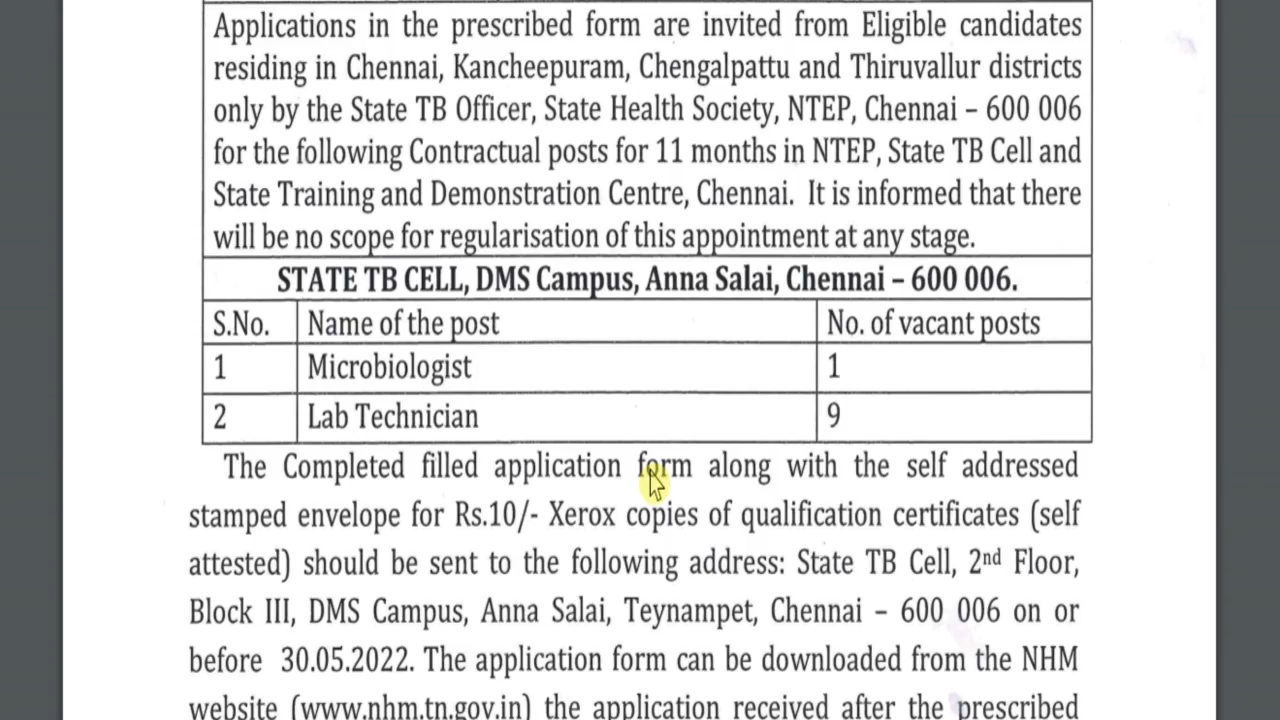 Applications in the prescribed form are invited from Eligible candidates
residing in Chennai, Kancheepuram, Chengalpattu and Thiruvallur districts
only by the State TB Officer, State Health Society, NTEP, Chennai – 600 006
for the following Contractual posts for 11 months in NTEP, State TB Cell and
State Training and Demonstration Centre, Chennai. It is informed that there
will be no scope for regularisation of this appointment at any stage.
STATE TB CELL, DMS Campus, Anna Salai, Chennai – 600 006.
S.No. Name of the post No. of vacant posts
1 Microbiologist 1
2 Lab Technician 9
The Completed filled application form along with the self addressed
stamped envelope for Rs.10/- Xerox copies of qualification certificates (self
attested) should be sent to the following address: State TB Cell, 2nd Floor,
Block III, DMS Campus, Anna Salai, Teynampet, Chennai – 600 006 on or
before 30.05.2022. The application form can be downloaded from the NHM
website (www.nhm.tn.gov.in) the application received after the prescribed